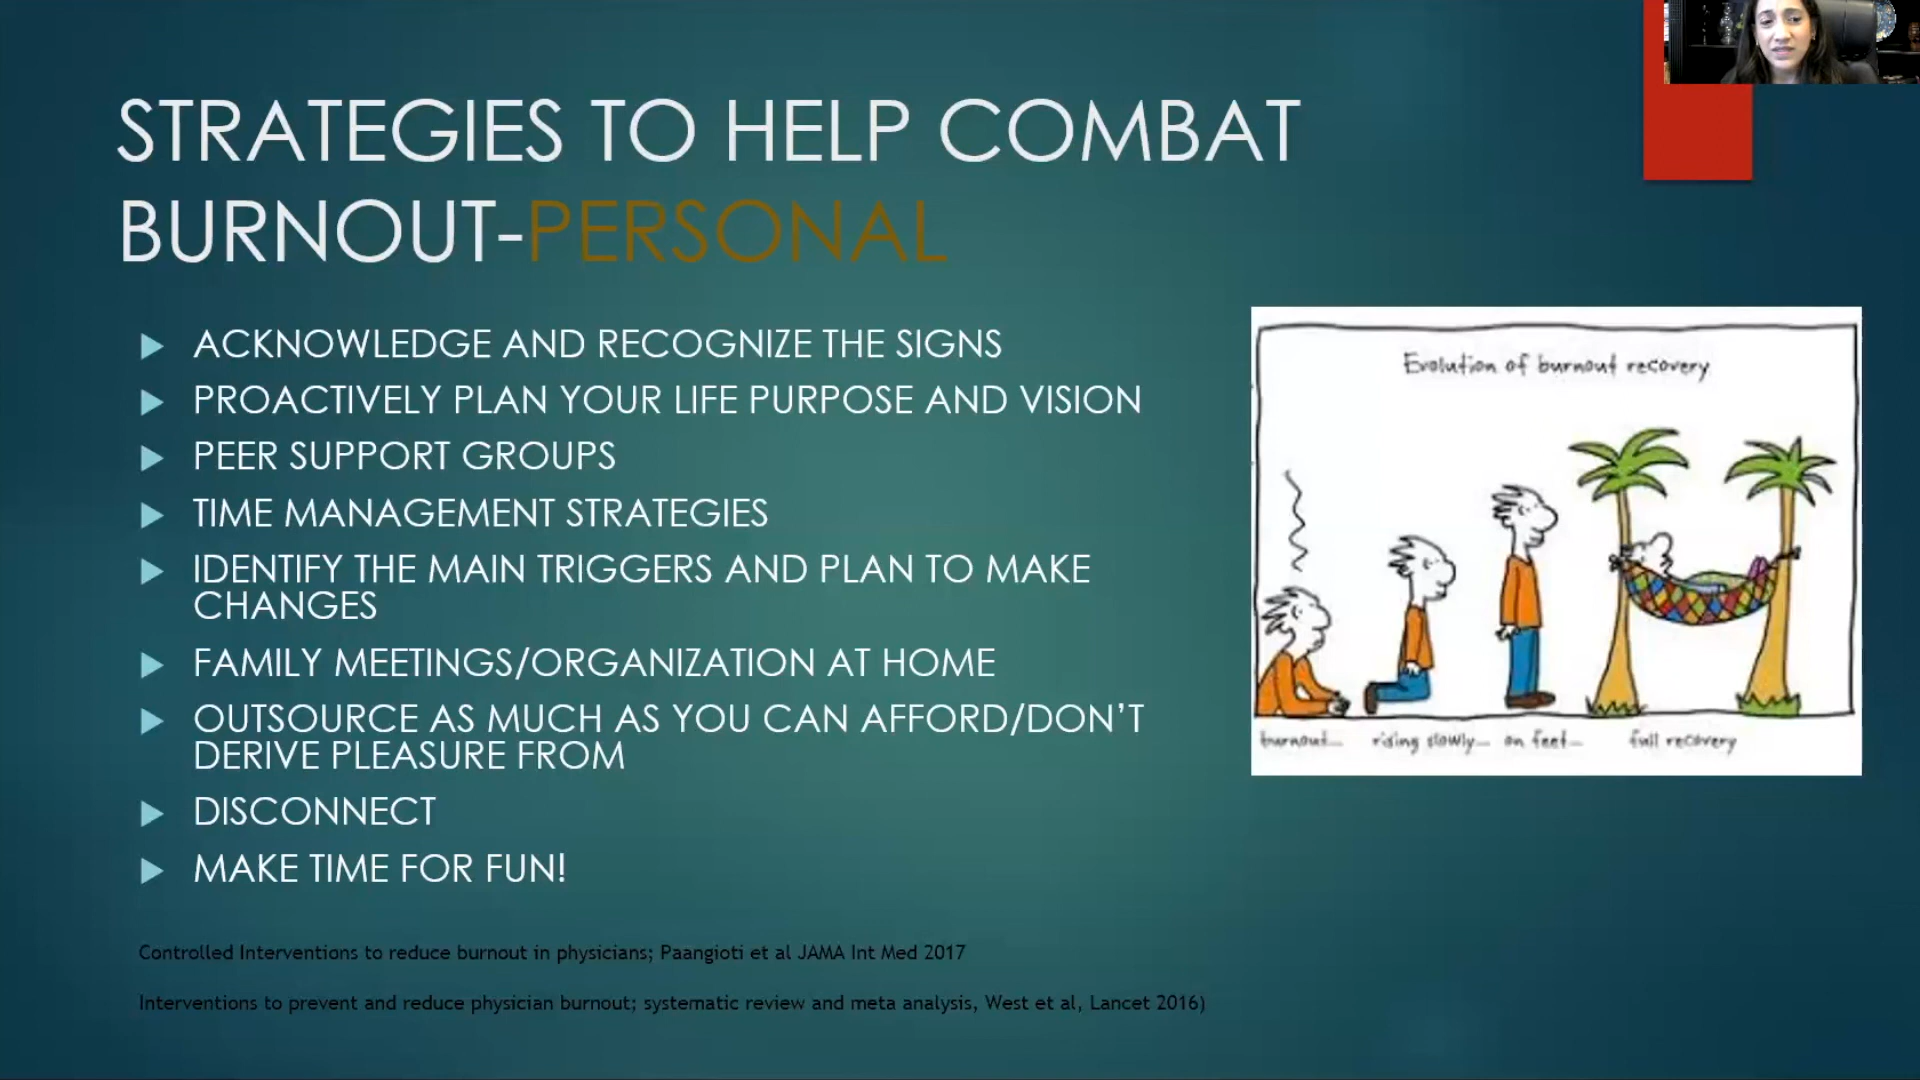 STRATEGIES TO HELP COMBAT
BURNOUT-PERSONAL
ACKNOWLEDGE AND RECOGNIZE THE SIGNS
PROACTIVELY PLAN YOUR LIFE PURPOSE AND VISION
PEER SUPPORT GROUPS
TIME MANAGEMENT STRATEGIES
IDENTIFY THE MAIN TRIGGERS AND PLAN TO MAKE
CHANGES
FAMILY MEETINGS/ORGANIZATION AT HOME
OUTSOURCE AS MUCH AS YOU CAN AFFORD/DON'T
DERIVE PLEASURE FROM
DISCONNECT
MAKE TIME FOR FUN!
Evolution of burnout recovery
burnout... rising slowly... on feet... full recovery
Controlled Interventions to reduce burnout in physicians; Paangioti et al JAMA Int Med 2017
Interventions to prevent and reduce physician burnout; systematic review and meta analysis, West et al, Lancet 2016)